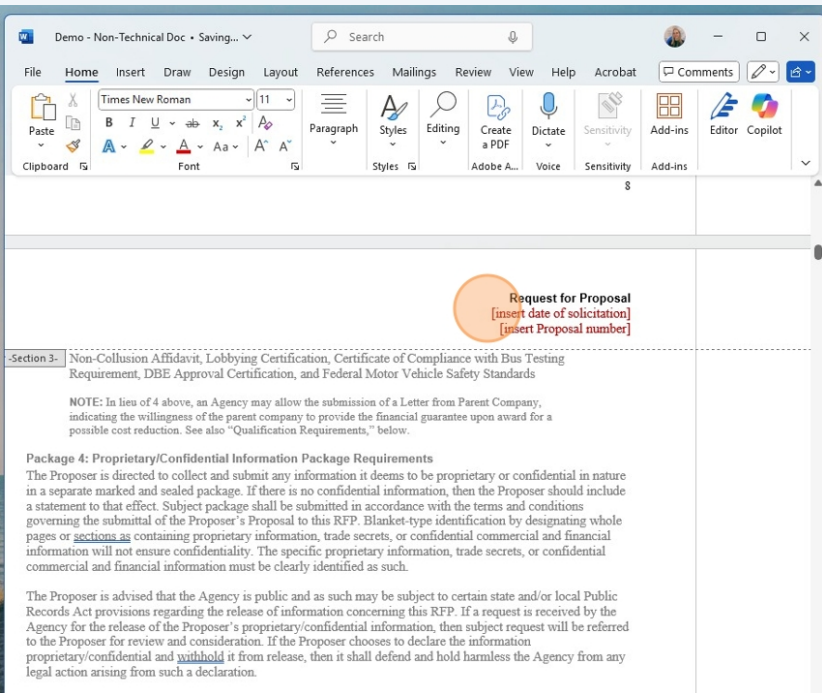 Demo - Non-Technical Doc • Saving...
Search
File Home Insert Draw Design Layout References Mailings Review View Help Acrobat Comments
Times New Roman 11
Paste
B I U ab x₂ x² A
A A Aa A A
Paragraph Styles Editing Create a PDF Dictate Sensitivity Add-ins Editor Copilot
Clipboard Font Styles Adobe A... Voice Sensitivity Add-ins
8
Request for Proposal
[insert date of solicitation]
[insert Proposal number]
-Section 3-
Non-Collusion Affidavit, Lobbying Certification, Certificate of Compliance with Bus Testing
Requirement, DBE Approval Certification, and Federal Motor Vehicle Safety Standards
NOTE: In lieu of 4 above, an Agency may allow the submission of a Letter from Parent Company,
indicating the willingness of the parent company to provide the financial guarantee upon award for a
possible cost reduction. See also “Qualification Requirements,” below.
Package 4: Proprietary/Confidential Information Package Requirements
The Proposer is directed to collect and submit any information it deems to be proprietary or confidential in nature
in a separate marked and sealed package. If there is no confidential information, then the Proposer should include
a statement to that effect. Subject package shall be submitted in accordance with the terms and conditions
governing the submittal of the Proposer’s Proposal to this RFP. Blanket-type identification by designating whole
pages or sections as containing proprietary information, trade secrets, or confidential commercial and financial
information will not ensure confidentiality. The specific proprietary information, trade secrets, or confidential
commercial and financial information must be clearly identified as such.
The Proposer is advised that the Agency is public and as such may be subject to certain state and/or local Public
Records Act provisions regarding the release of information concerning this RFP. If a request is received by the
Agency for the release of the Proposer’s proprietary/confidential information, then subject request will be referred
to the Proposer for review and consideration. If the Proposer chooses to declare the information
proprietary/confidential and withhold it from release, then it shall defend and hold harmless the Agency from any
legal action arising from such a declaration.